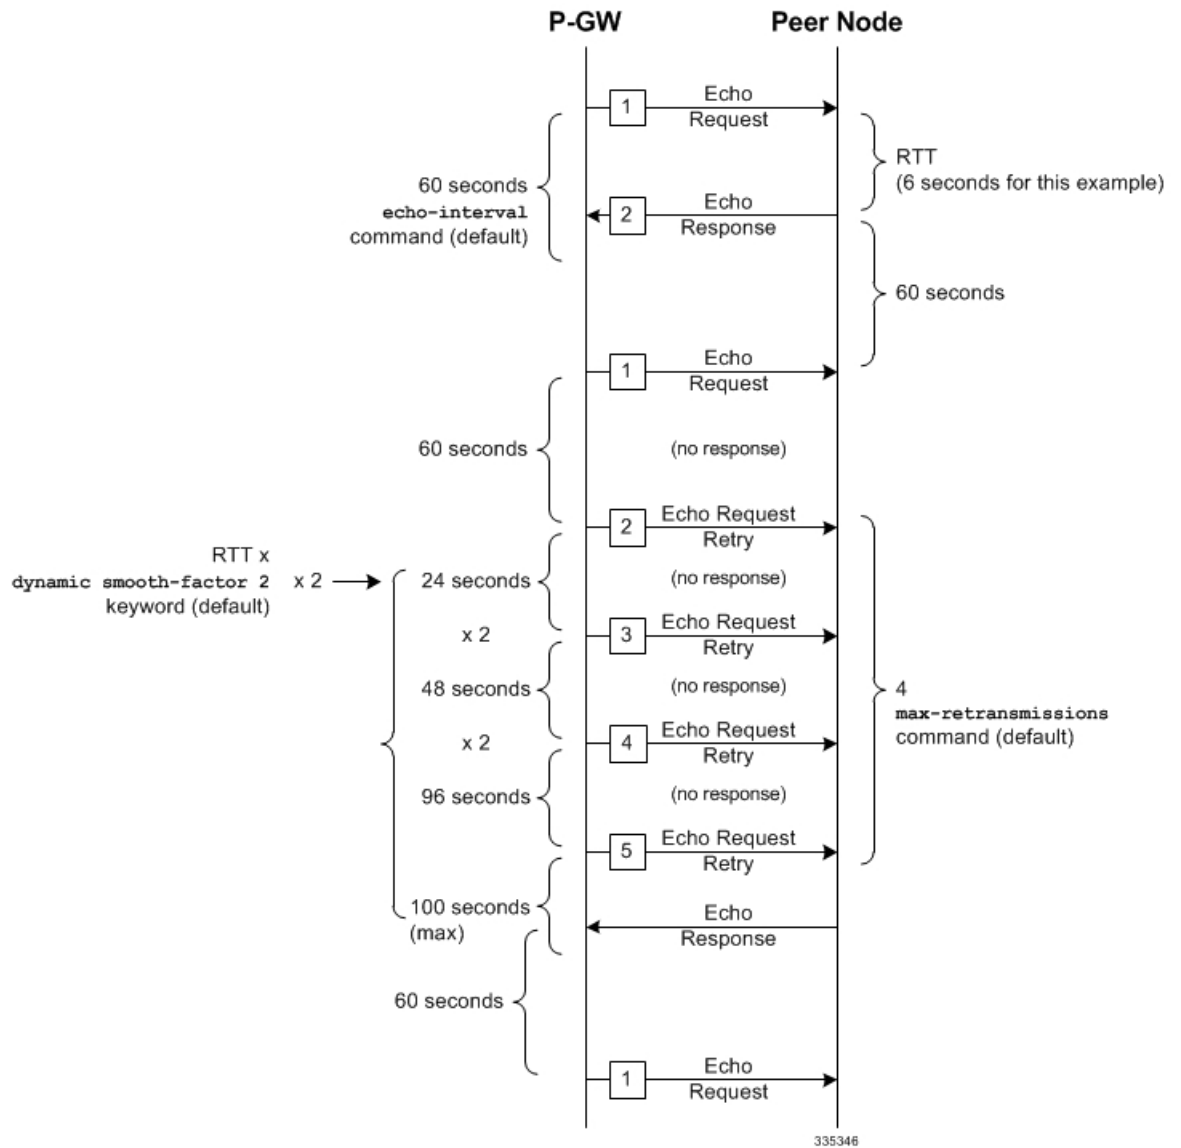 P-GW
Peer Node
1
Echo
Request
RTT
(6 seconds for this example)
60 seconds
echo-interval
command (default)
2
Echo
Response
60 seconds
1
Echo
Request
60 seconds
(no response)
2
Echo Request
Retry
RTT x
dynamic smooth-factor 2
keyword (default)
x 2
24 seconds
(no response)
x 2
3
Echo Request
Retry
48 seconds
(no response)
4
max-retransmissions
command (default)
x 2
4
Echo Request
Retry
96 seconds
(no response)
5
Echo Request
Retry
100 seconds
(max)
Echo
Response
60 seconds
1
Echo
Request
335346